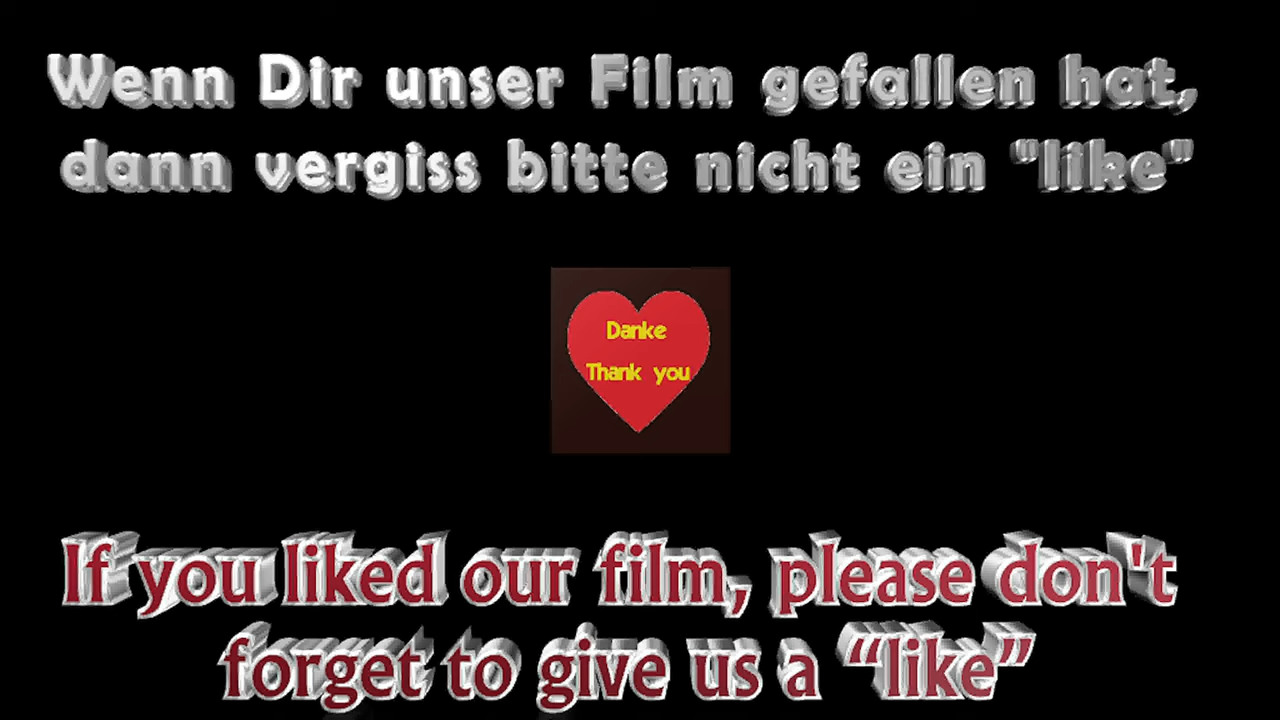 Wenn Dir unser Film gefallen hat,
dann vergiss bitte nicht ein "like"
Danke
Thank you
If you liked our film, please don't
forget to give us a “like”